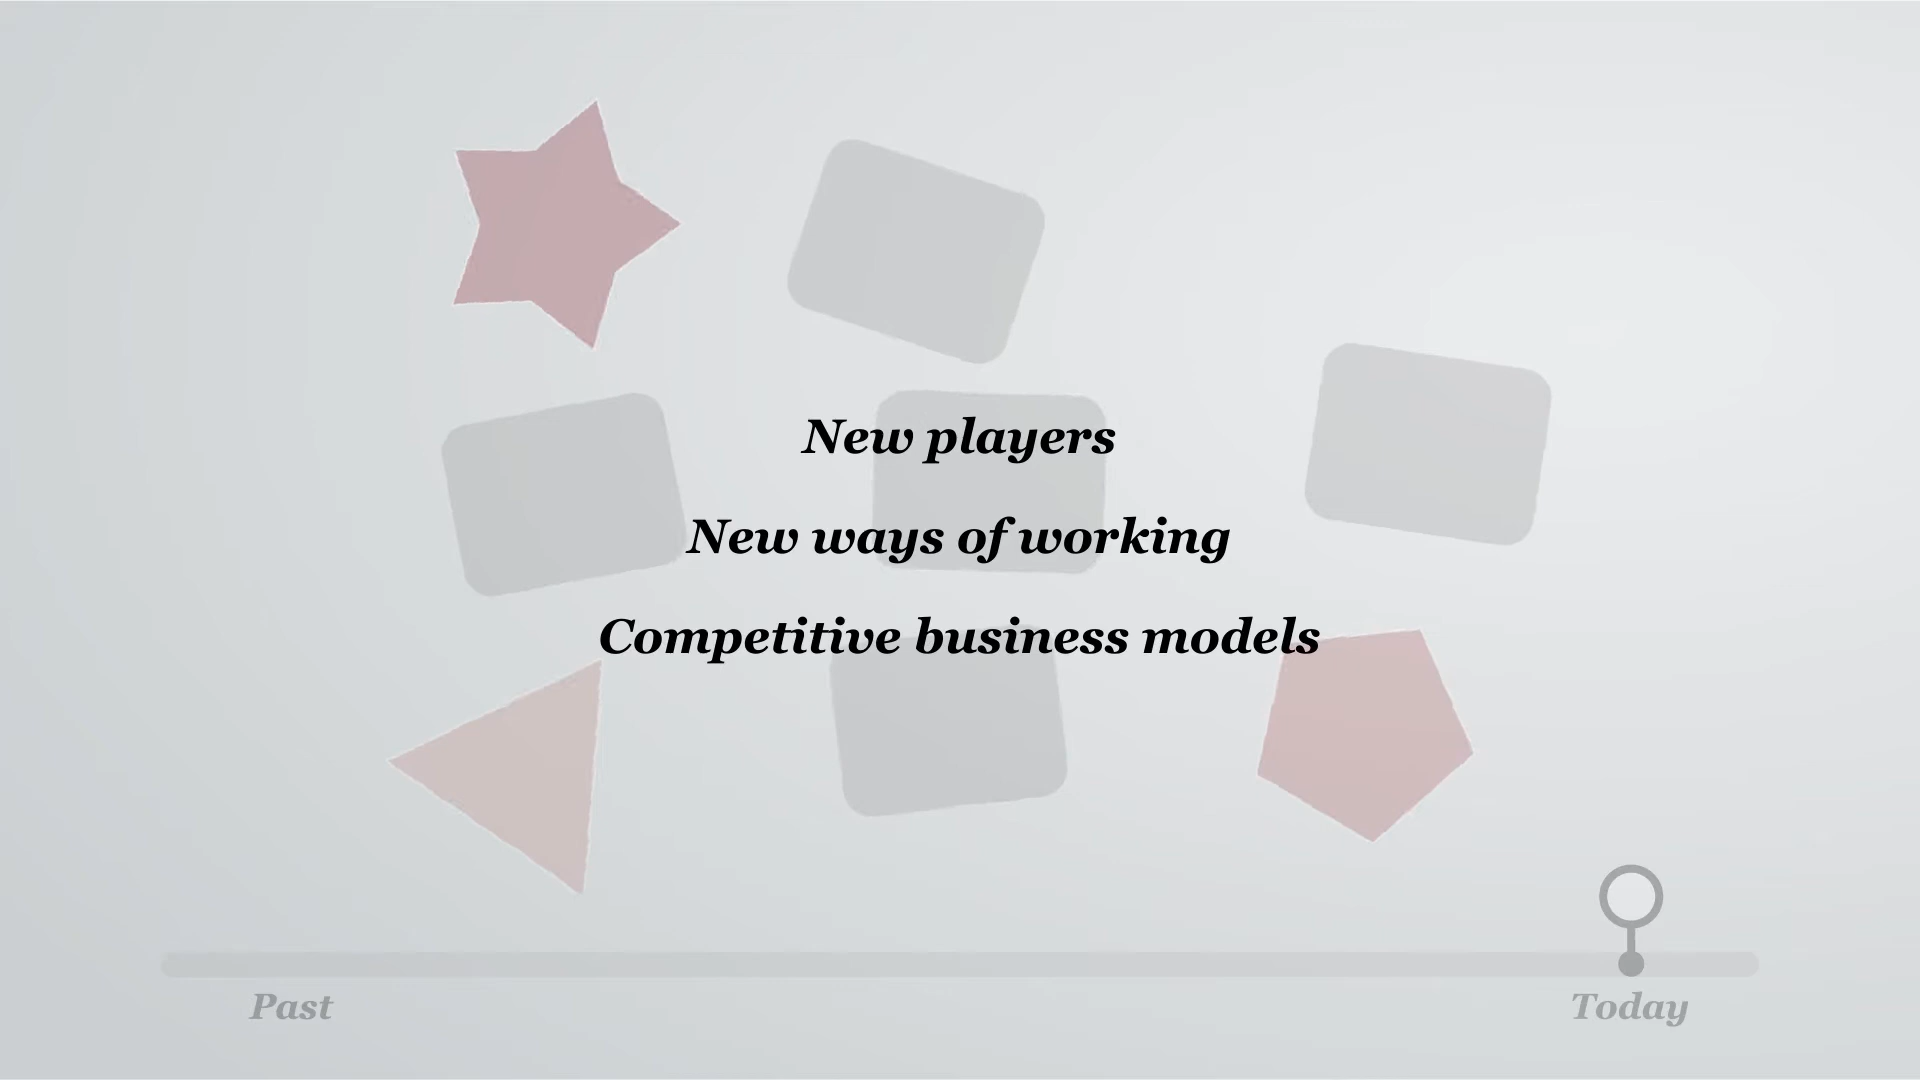 New players
New ways of working
Competitive business models
Past
Today